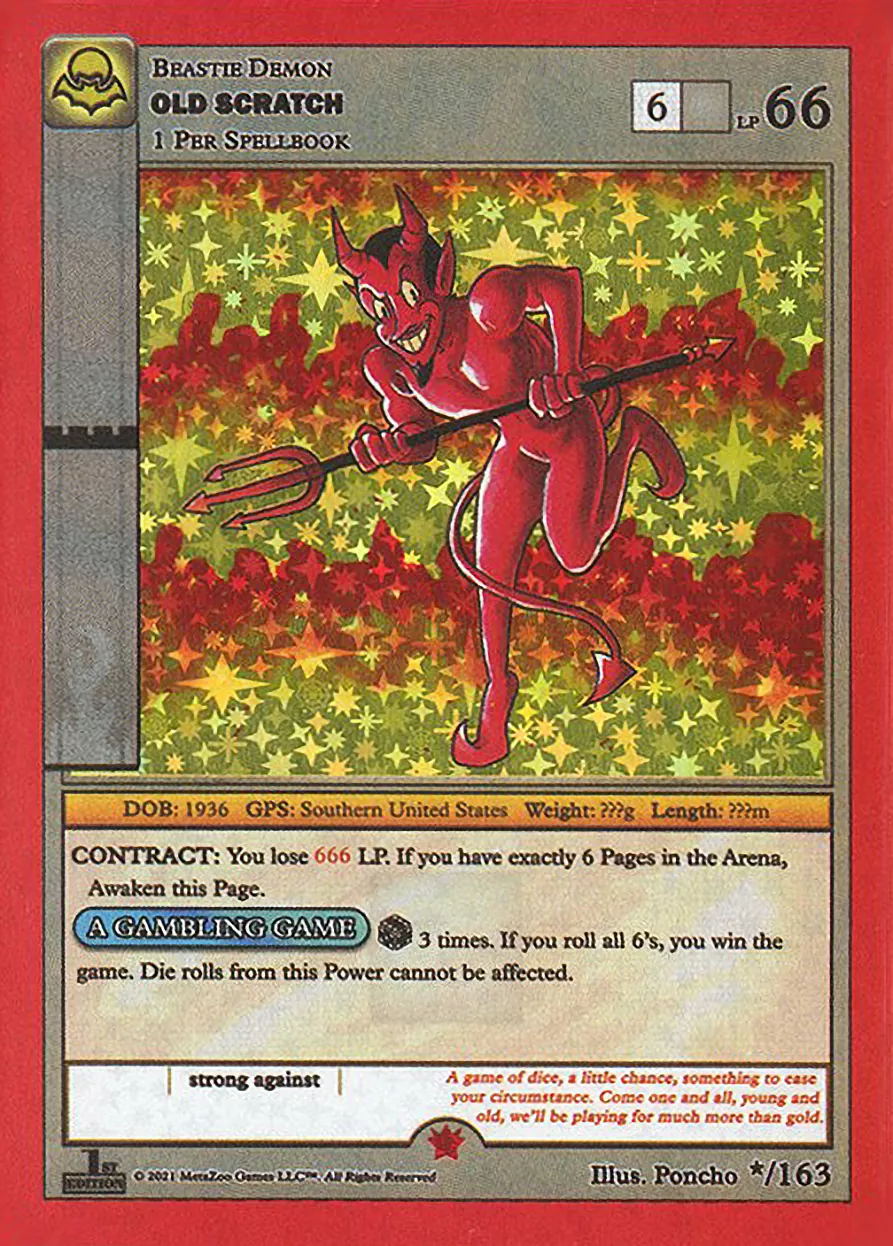 BEASTIE DEMON
OLD SCRATCH
1 PER SPELLBOOK
6
LP 66
DOB: 1936 GPS: Southern United States Weight: ???g Length: ???m
CONTRACT: You lose 666 LP. If you have exactly 6 Pages in the Arena,
Awaken this Page.
A GAMBLING GAME 3 times. If you roll all 6's, you win the
game. Die rolls from this Power cannot be affected.
strong against
A game of dice, a little chance, something to ease
your circumstance. Come one and all, young and
old, we'll be playing for much more than gold.
1ST
EDITION
© 2021 MetaZoo Games LLC™. All Rights Reserved
Illus. Poncho */163